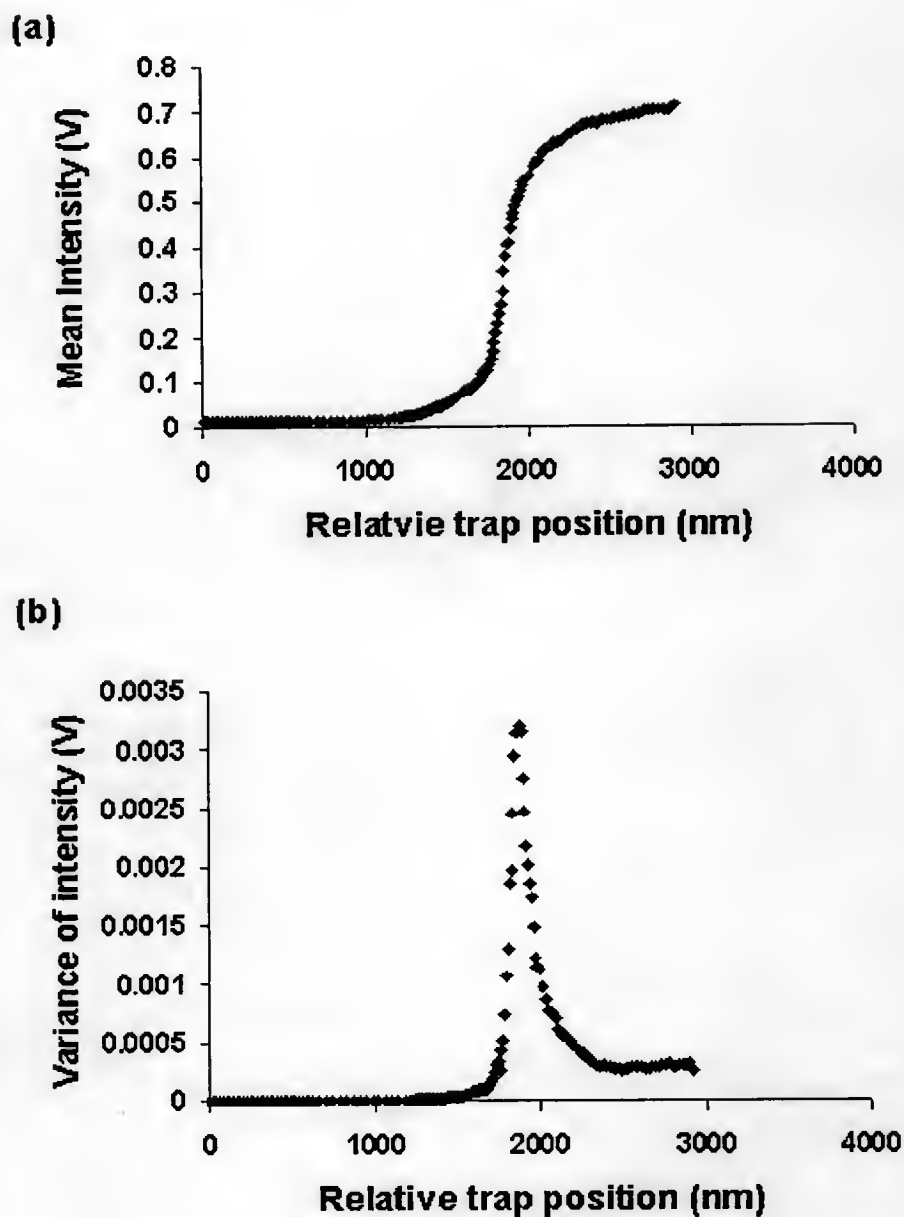 (a)
Mean Intensity (V)
0.8
0.7
0.6
0.5
0.4
0.3
0.2
0.1
0
0 1000 2000 3000 4000
Relatvie trap position (nm)
(b)
Variance of intensity (V)
0.0035
0.003
0.0025
0.002
0.0015
0.001
0.0005
0
0 1000 2000 3000 4000
Relative trap position (nm)